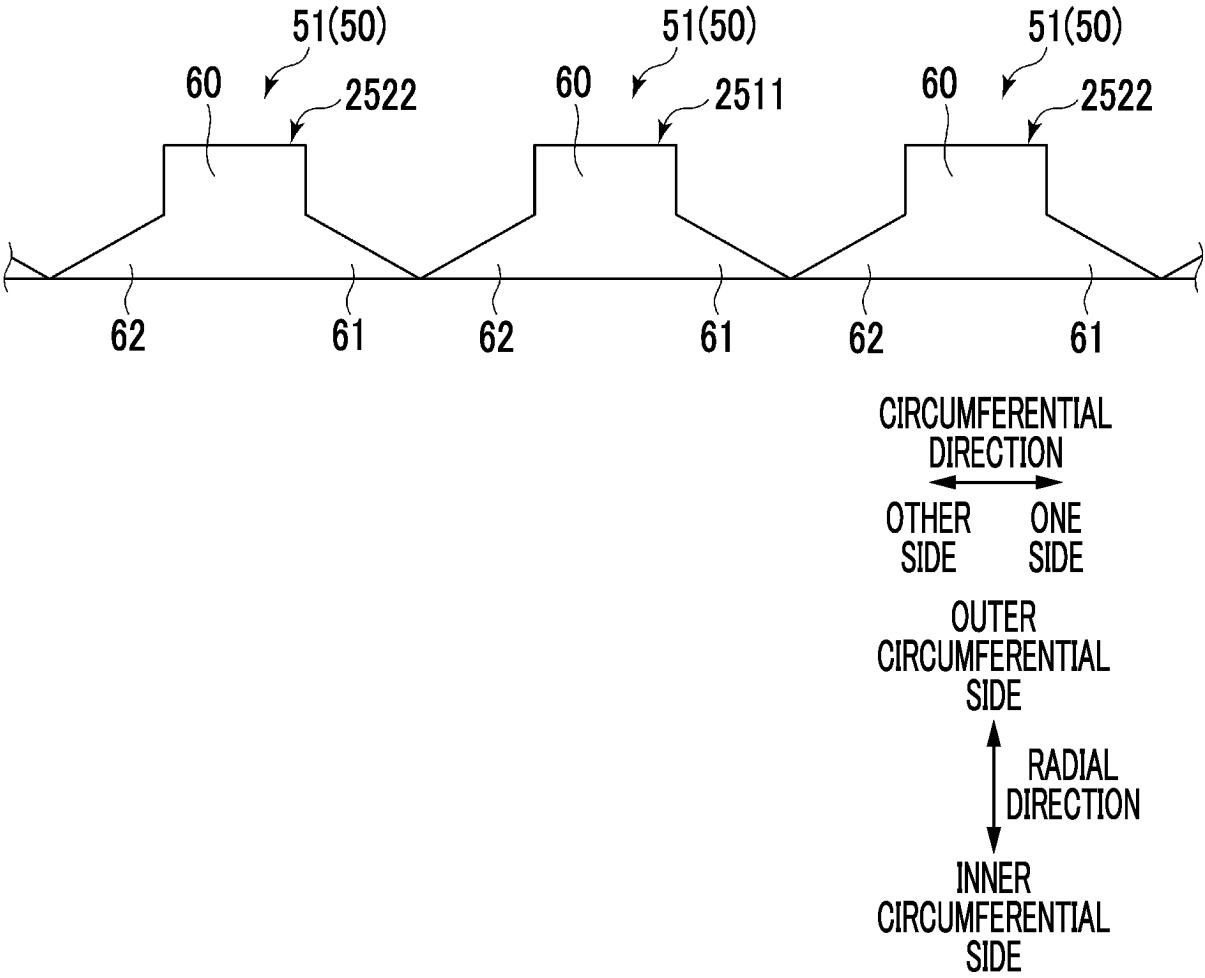 51(50) 51(50) 51(50)
60 2522 60 2511 60 2522
62 61 62 61 62 61
CIRCUMFERENTIAL
DIRECTION
OTHER ONE
SIDE SIDE
OUTER
CIRCUMFERENTIAL
SIDE
RADIAL
DIRECTION
INNER
CIRCUMFERENTIAL
SIDE